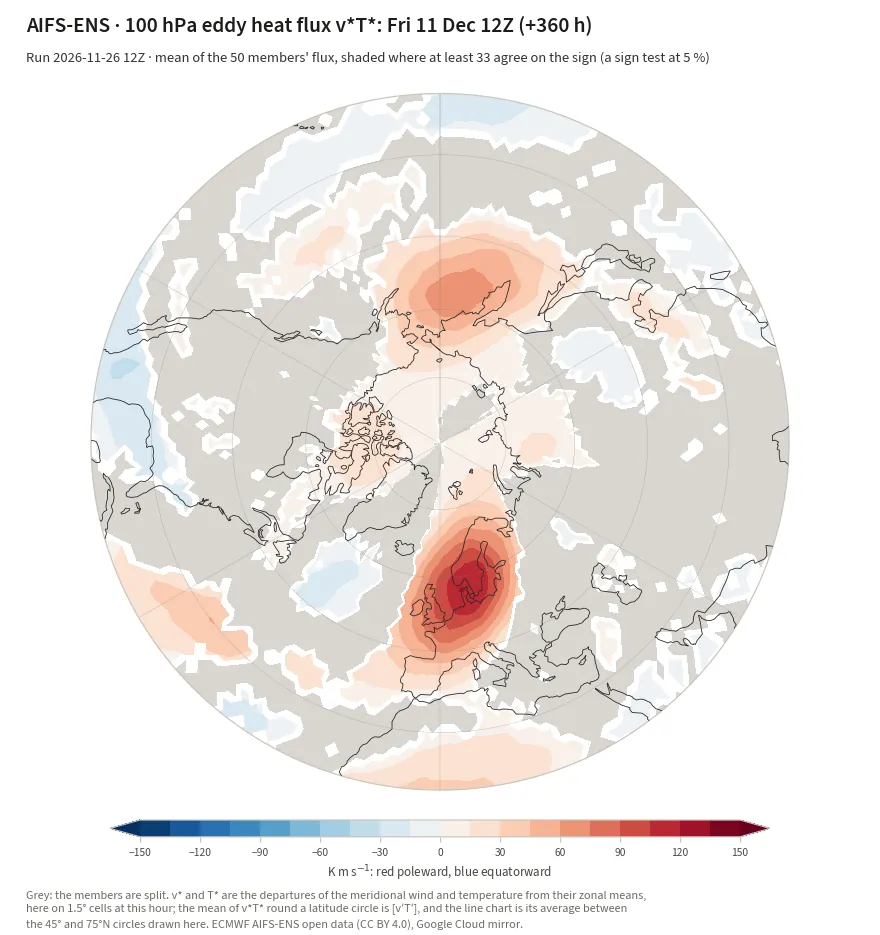 AIFS-ENS · 100 hPa eddy heat flux v*T*: Fri 11 Dec 12Z (+360 h)
Run 2026-11-26 12Z · mean of the 50 members' flux, shaded where at least 33 agree on the sign (a sign test at 5 %)
−150 −120 −90 −60 −30 0 30 60 90 120 150
K m s⁻¹: red poleward, blue equatorward
Grey: the members are split. v* and T* are the departures of the meridional wind and temperature from their zonal means,
here on 1.5° cells at this hour; the mean of v*T* round a latitude circle is [v'T'], and the line chart is its average between
the 45° and 75°N circles drawn here. ECMWF AIFS-ENS open data (CC BY 4.0), Google Cloud mirror.